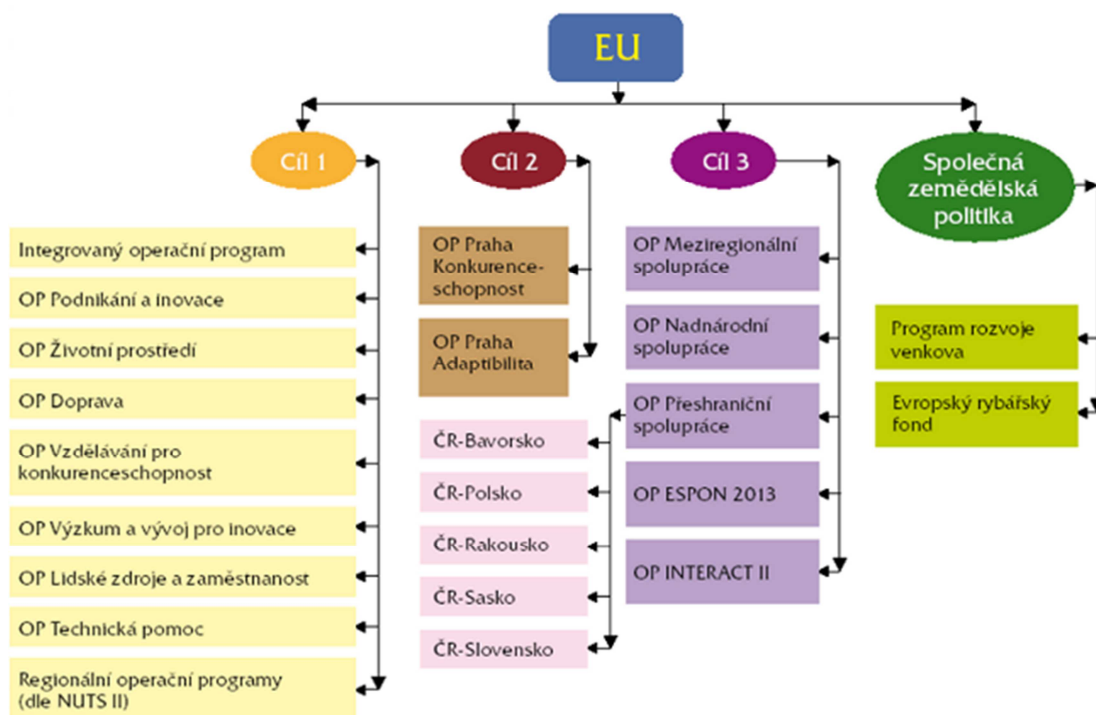 EU
Cíl 1
Integrovaný operační program
OP Podnikání a inovace
OP Životní prostředí
OP Doprava
OP Vzdělávání pro
konkurenceschopnost
OP Výzkum a vývoj pro inovace
OP Lidské zdroje a zaměstnanost
OP Technická pomoc
Regionální operační programy
(dle NUTS II)
Cíl 2
OP Praha
Konkurence-
schopnost
OP Praha
Adaptibilita
Cíl 3
OP Meziregionální
spolupráce
OP Nadnárodní
spolupráce
OP Přeshraniční
spolupráce
ČR-Bavorsko
ČR-Polsko
ČR-Rakousko
ČR-Sasko
ČR-Slovensko
OP ESPON 2013
OP INTERACT II
Společná
zemědělská
politika
Program rozvoje
venkova
Evropský rybářský
fond